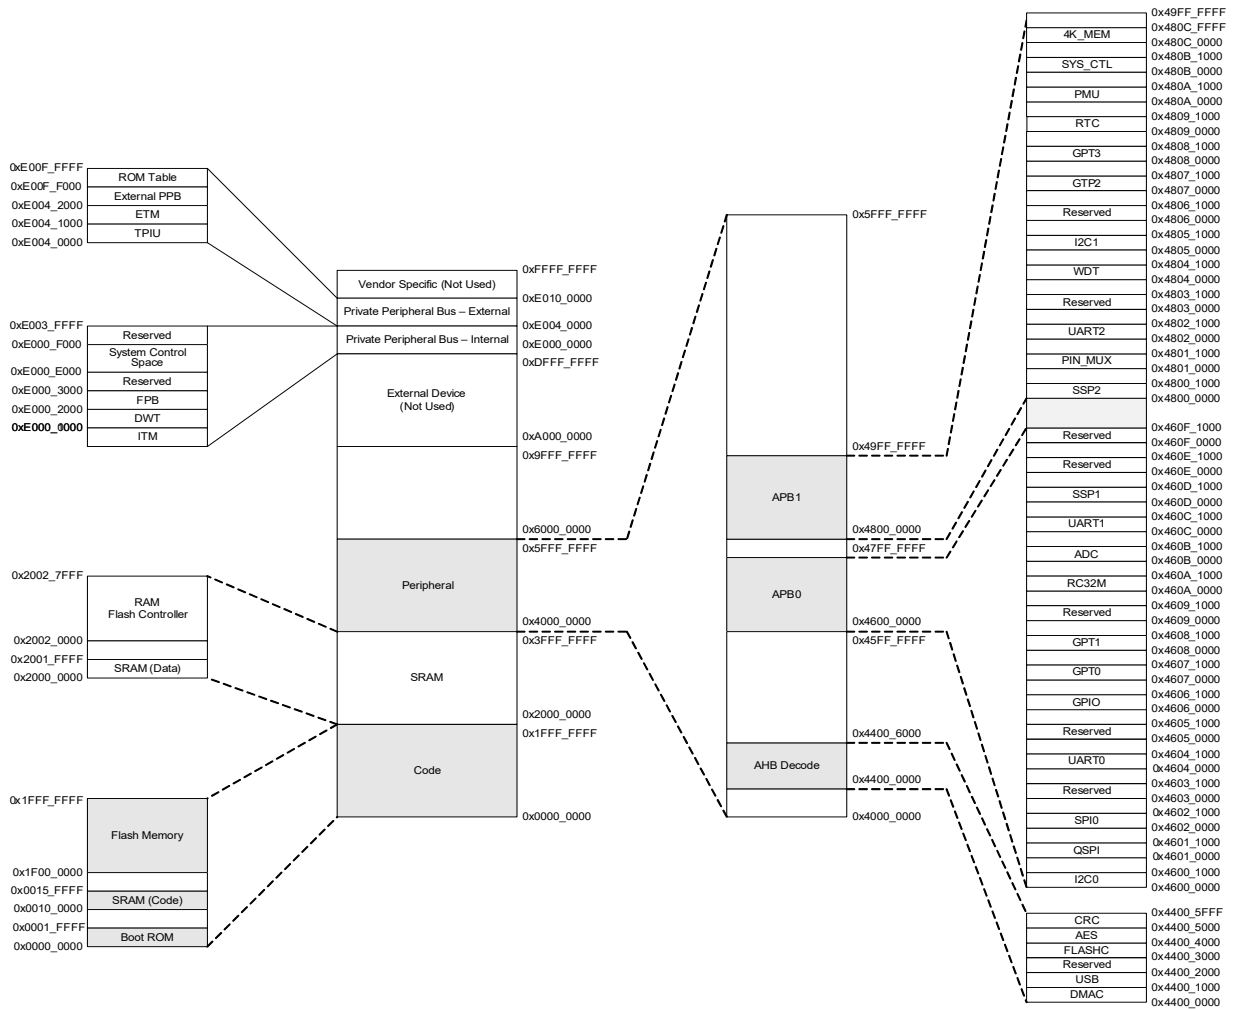 0xE00F_FFFF
ROM Table
0xE00F_F000
External PPB
0xE004_2000
ETM
0xE004_1000
TPIU
0xE004_0000
0xE003_FFFF
Reserved
0xE000_F000
System Control
Space
0xE000_E000
Reserved
0xE000_3000
FPB
0xE000_2000
DWT
ITM
0x2002_7FFF
RAM
Flash Controller
0x2002_0000
0x2001_FFFF
SRAM (Data)
0x2000_0000
0x1FFF_FFFF
Flash Memory
0x1F00_0000
0x0015_FFFF
SRAM (Code)
0x0010_0000
0x0001_FFFF
Boot ROM
0x0000_0000
0xFFFF_FFFF
Vendor Specific (Not Used)
0xE010_0000
Private Peripheral Bus – External
0xE004_0000
Private Peripheral Bus – Internal
0xE000_0000
0xDFFF_FFFF
External Device
(Not Used)
0xA000_0000
0x9FFF_FFFF
0x6000_0000
0x5FFF_FFFF
Peripheral
0x4000_0000
0x3FFF_FFFF
SRAM
0x2000_0000
0x1FFF_FFFF
Code
0x0000_0000
0x5FFF_FFFF
0x49FF_FFFF
APB1
0x4800_0000
0x47FF_FFFF
APB0
0x4600_0000
0x45FF_FFFF
0x4400_6000
AHB Decode
0x4400_0000
0x4000_0000
0x49FF_FFFF
0x480C_FFFF
4K_MEM
0x480C_0000
0x480B_1000
SYS_CTL
0x480B_0000
0x480A_1000
PMU
0x480A_0000
0x4809_1000
RTC
0x4809_0000
0x4808_1000
GPT3
0x4808_0000
0x4807_1000
GTP2
0x4807_0000
0x4806_1000
Reserved
0x4806_0000
0x4805_1000
I2C1
0x4805_0000
0x4804_1000
WDT
0x4804_0000
0x4803_1000
Reserved
0x4803_0000
0x4802_1000
UART2
0x4802_0000
0x4801_1000
PIN_MUX
0x4801_0000
0x4800_1000
SSP2
0x4800_0000
0x460F_1000
Reserved
0x460F_0000
0x460E_1000
Reserved
0x460E_0000
0x460D_1000
SSP1
0x460D_0000
0x460C_1000
UART1
0x460C_0000
0x460B_1000
ADC
0x460B_0000
0x460A_1000
RC32M
0x460A_0000
0x4609_1000
Reserved
0x4609_0000
0x4608_1000
GPT1
0x4608_0000
0x4607_1000
GPT0
0x4607_0000
0x4606_1000
GPIO
0x4606_0000
0x4605_1000
Reserved
0x4605_0000
0x4604_1000
UART0
0x4604_0000
0x4603_1000
Reserved
0x4603_0000
0x4602_1000
SPI0
0x4602_0000
0x4601_1000
QSPI
0x4601_0000
0x4600_1000
I2C0
0x4600_0000
0x4400_5FFF
CRC
0x4400_5000
AES
0x4400_4000
FLASHC
0x4400_3000
Reserved
0x4400_2000
USB
0x4400_1000
DMAC
0x4400_0000